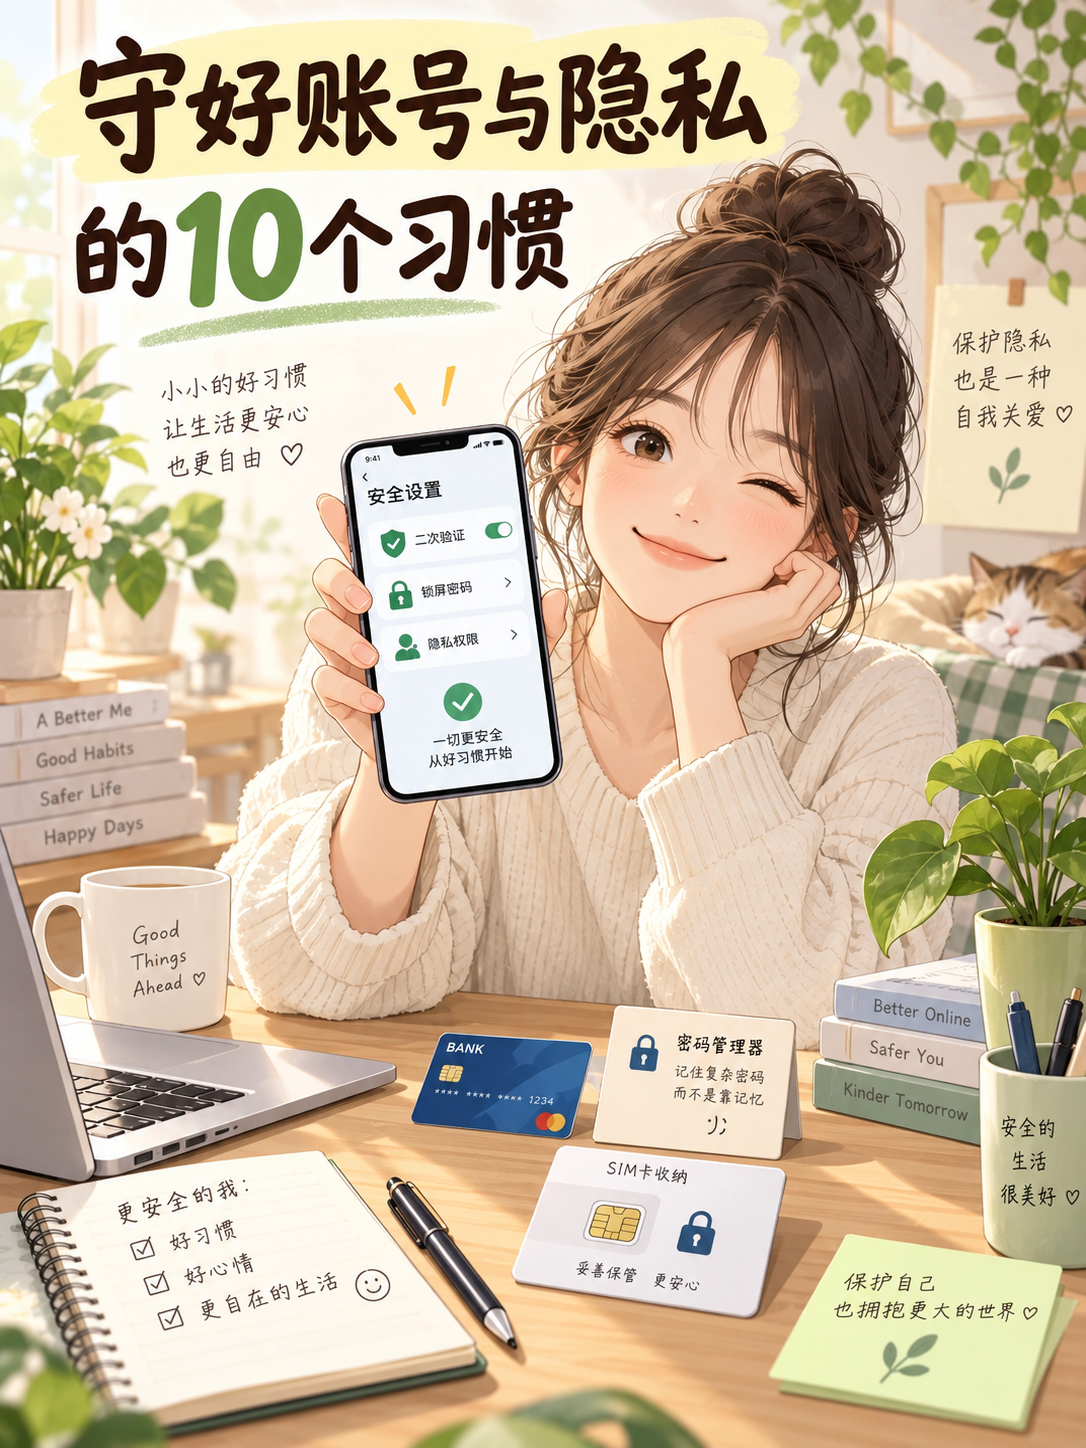 守好账号与隐私
的10个习惯
小小的好习惯
让生活更安心
也更自由 ♡
保护隐私
也是一种
自我关爱 ♡
9:41
安全设置
二次验证
锁屏密码
隐私权限
一切更安全
从好习惯开始
A Better Me
Good Habits
Safer Life
Happy Days
Good
Things
Ahead ♡
BANK
**** **** **** 1234
密码管理器
记住复杂密码
而不是靠记忆
Better Online
Safer You
Kinder Tomorrow
安全的
生活
很美好 ♡
SIM卡收纳
妥善保管 更安心
更安全的我:
好习惯
好心情
更自在的生活
保护自己
也拥抱更大的世界♡